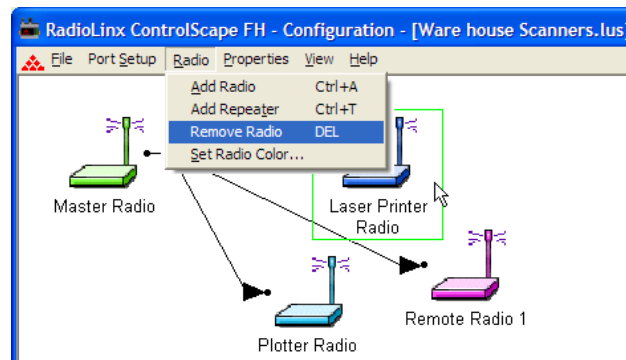 RadioLinx ControlScape FH - Configuration - [Ware house Scanners.lus]
File Port Setup Radio Properties View Help
Add Radio Ctrl+A
Add Repeater Ctrl+T
Remove Radio DEL
Set Radio Color...
Master Radio
Laser Printer
Radio
Remote Radio 1
Plotter Radio